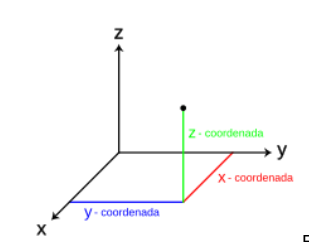 z
z - coordenada
y
x - coordenada
y - coordenada
x